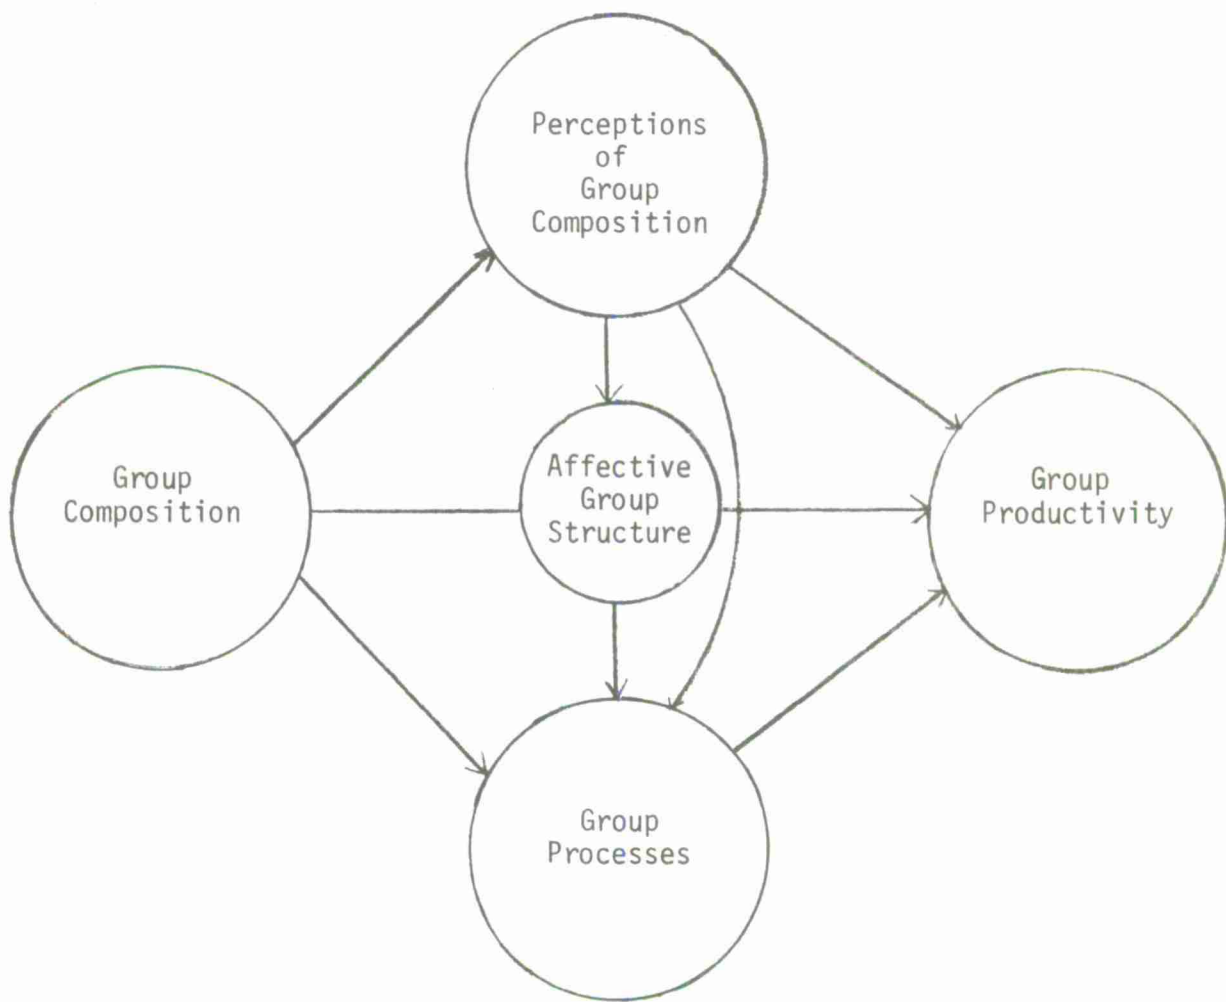 Perceptions
of
Group
Composition
Group
Composition
Affective
Group
Structure
Group
Productivity
Group
Processes